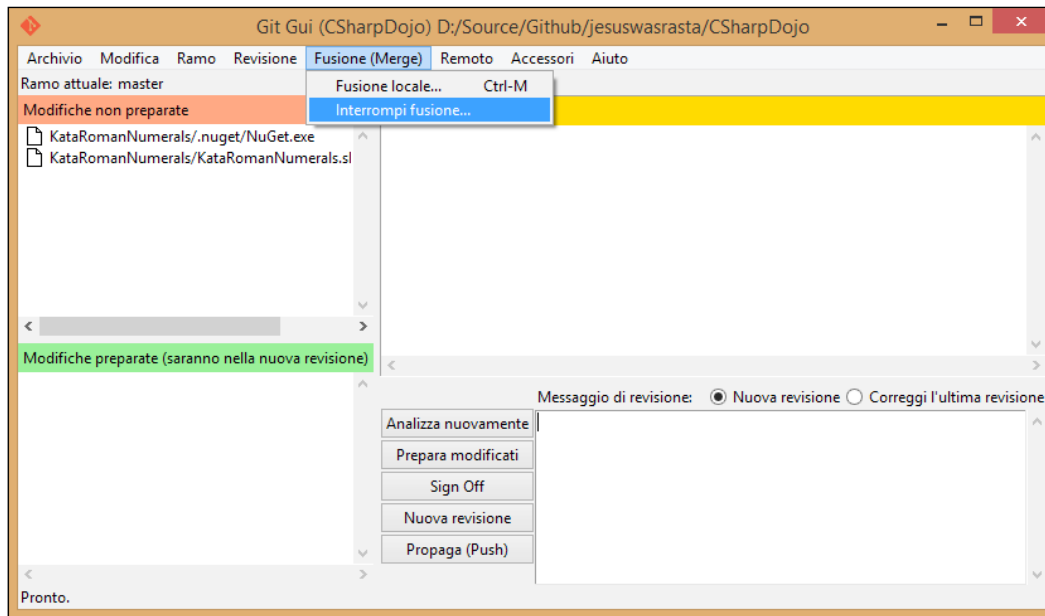 Git Gui (CSharpDojo) D:/Source/Github/jesuswasrasta/CSharpDojo
Archivio Modifica Ramo Revisione Fusione (Merge) Remoto Accessori Aiuto
Ramo attuale: master
Fusione locale... Ctrl-M
Interrompi fusione...
Modifiche non preparate
KataRomanNumerals/.nuget/NuGet.exe
KataRomanNumerals/KataRomanNumerals.sl
Modifiche preparate (saranno nella nuova revisione)
Messaggio di revisione: Nuova revisione Correggi l'ultima revisione
Analizza nuovamente
Prepara modificati
Sign Off
Nuova revisione
Propaga (Push)
Pronto.